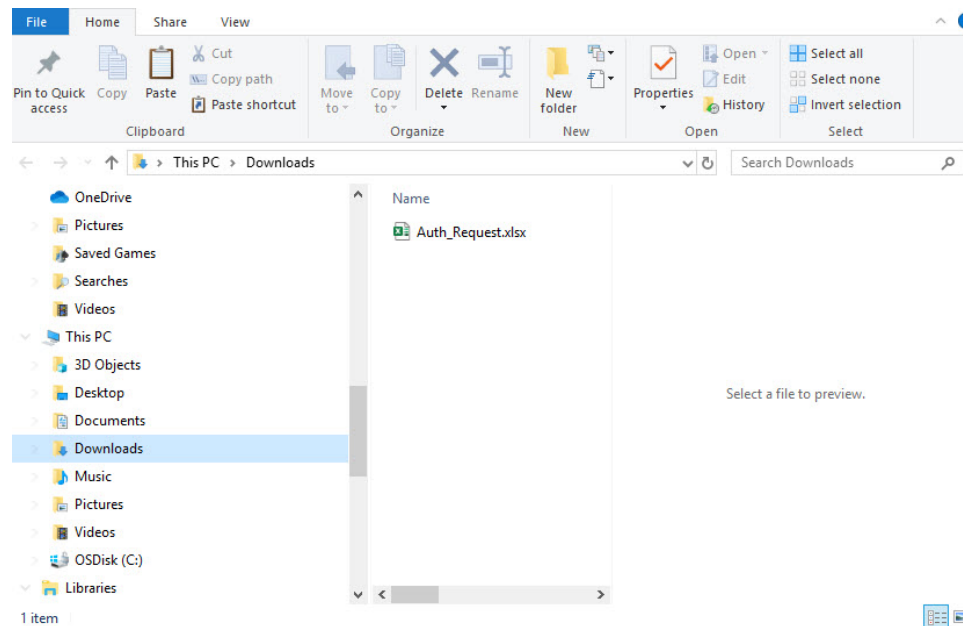 File Home Share View
Pin to Quick access
Copy
Paste
Cut
Copy path
Paste shortcut
Clipboard
Move to
Copy to
Delete
Rename
Organize
New folder
New
Properties
Open
Edit
History
Open
Select all
Select none
Invert selection
Select
This PC > Downloads
Search Downloads
OneDrive
Pictures
Saved Games
Searches
Videos
This PC
3D Objects
Desktop
Documents
Downloads
Music
Pictures
Videos
OSDisk (C:)
Libraries
Name
Auth_Request.xlsx
Select a file to preview.
1 item